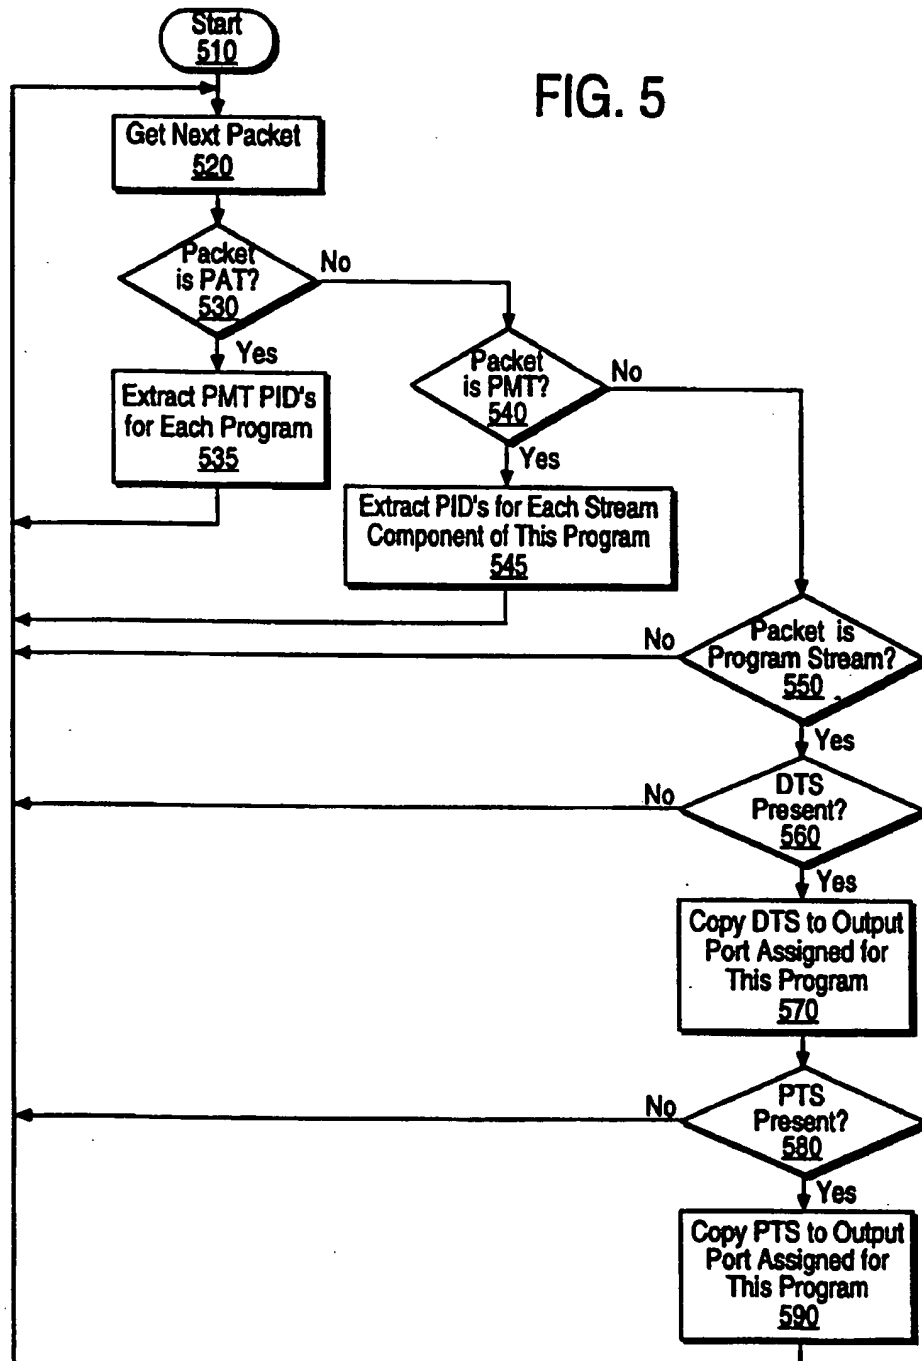 Start
510
FIG. 5
Get Next Packet
520
Packet
is PAT?
530
No
Yes
Extract PMT PID's
for Each Program
535
Packet
is PMT?
540
No
Yes
Extract PID's for Each Stream
Component of This Program
545
Packet is
Program Stream?
550
No
Yes
DTS
Present?
560
No
Yes
Copy DTS to Output
Port Assigned for
This Program
570
PTS
Present?
580
No
Yes
Copy PTS to Output
Port Assigned for
This Program
590